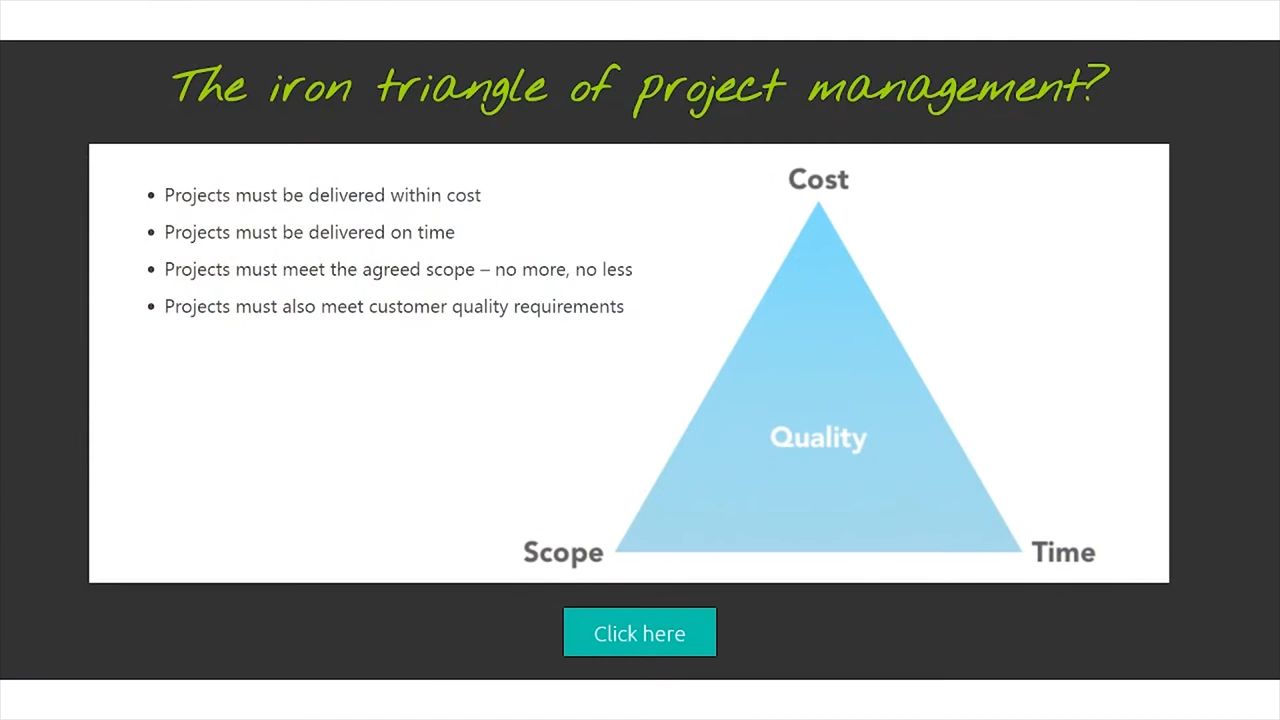 The iron triangle of project management?
• Projects must be delivered within cost
• Projects must be delivered on time
• Projects must meet the agreed scope – no more, no less
• Projects must also meet customer quality requirements
Cost
Quality
Scope
Time
Click here